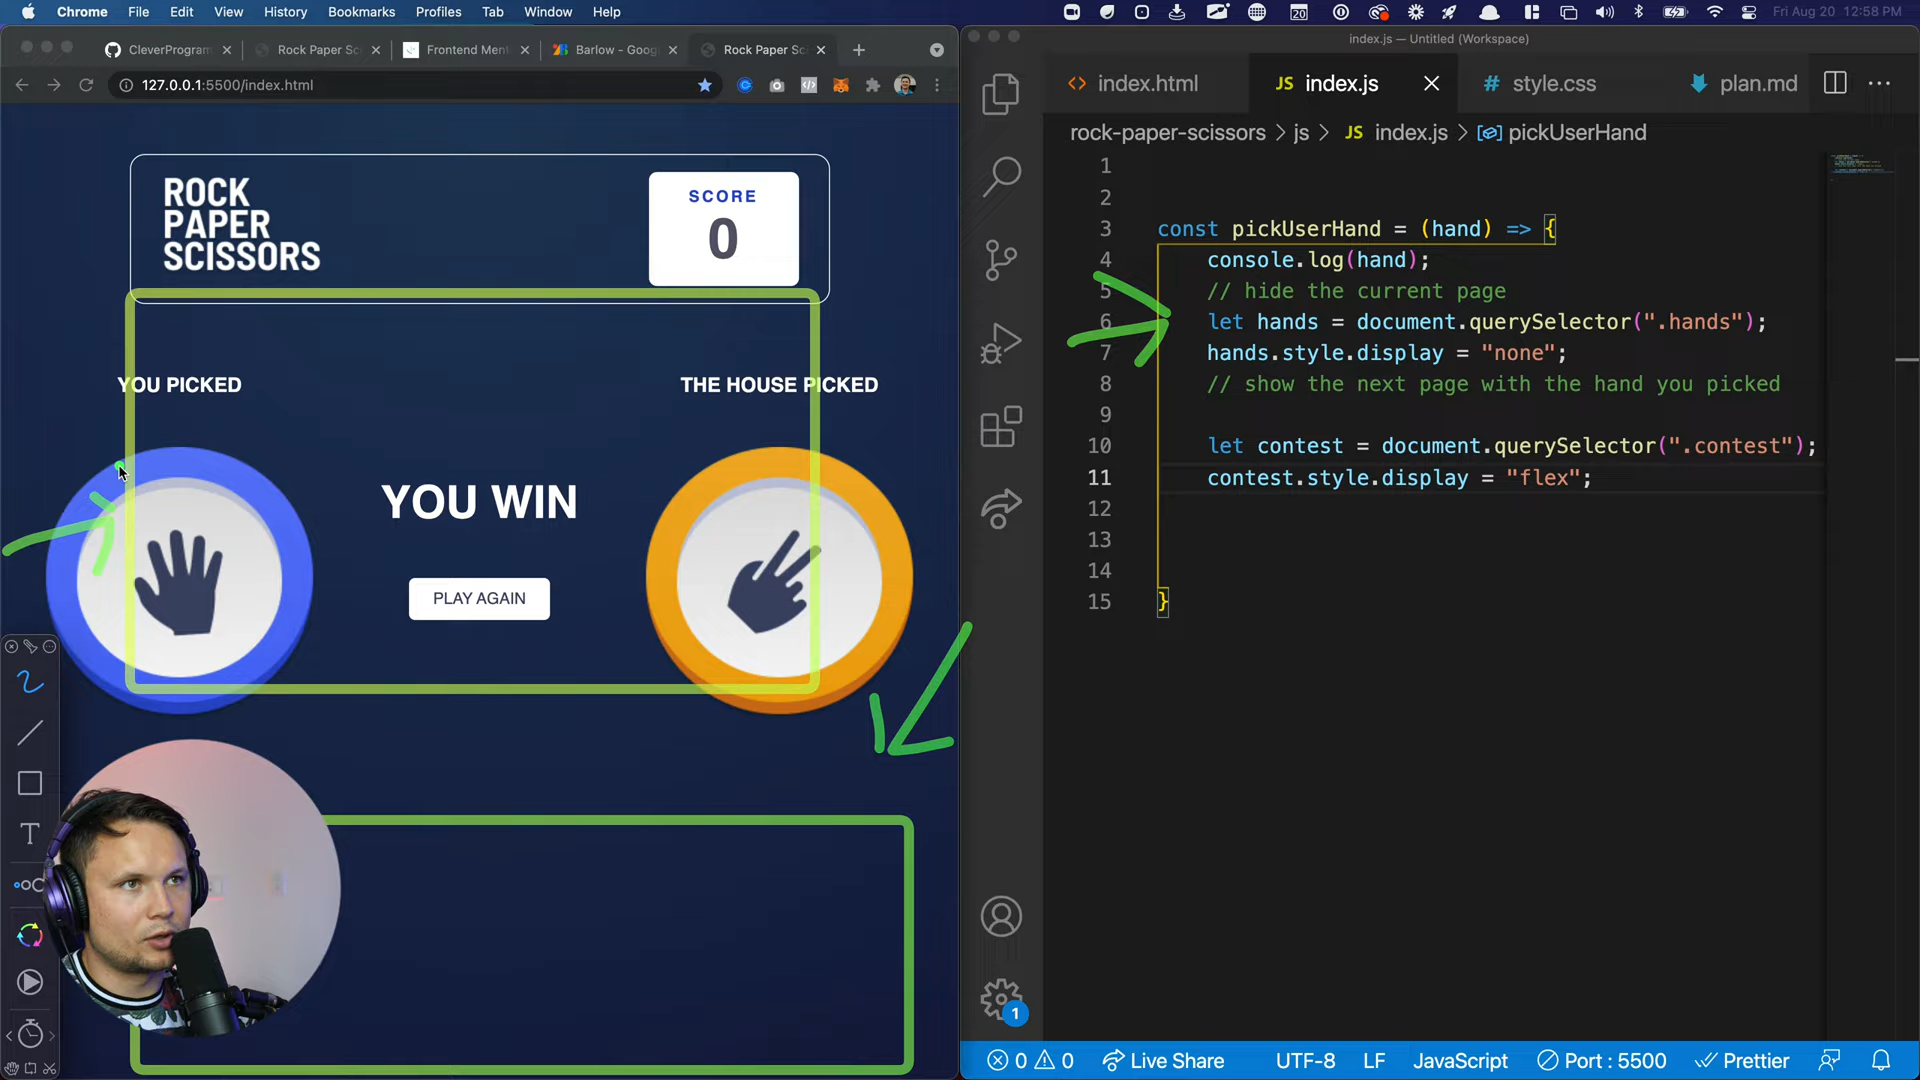 Chrome File Edit View History Bookmarks Profiles Tab Window Help
20 Fri Aug 20 12:58 PM
CleverProgram
Rock Paper Sc
Frontend Ment
Barlow - Goog
Rock Paper Sc
127.0.0.1:5500/index.html
ROCK
PAPER
SCISSORS
SCORE
0
YOU PICKED
THE HOUSE PICKED
YOU WIN
PLAY AGAIN
T
index.js — Untitled (Workspace)
index.html
JS index.js
# style.css
plan.md
rock-paper-scissors > js > JS index.js > pickUserHand
1
2
3 const pickUserHand = (hand) => {
4 console.log(hand);
5 // hide the current page
6 let hands = document.querySelector(".hands");
7 hands.style.display = "none";
8 // show the next page with the hand you picked
9
10 let contest = document.querySelector(".contest");
11 contest.style.display = "flex";
12
13
14
15 }
1
0 0 Live Share UTF-8 LF JavaScript Port : 5500 Prettier